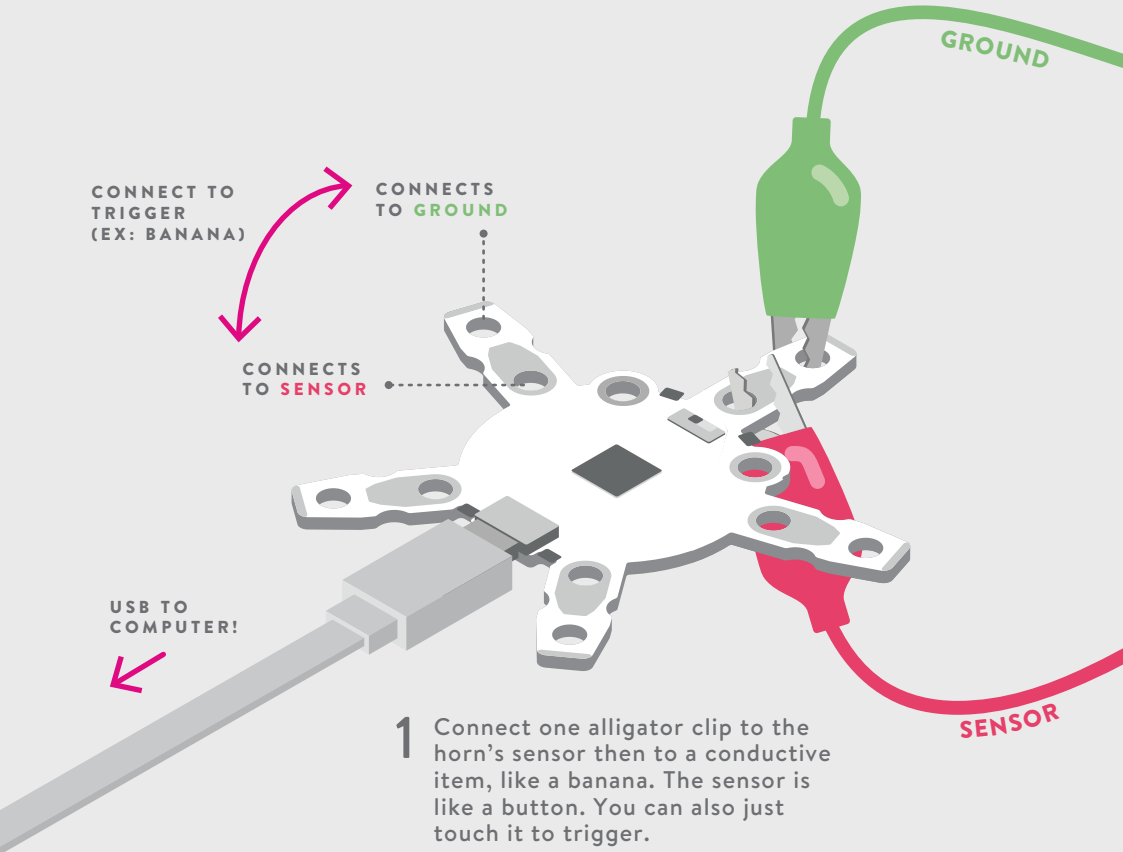 GROUND
CONNECT TO
TRIGGER
(EX: BANANA)
CONNECTS
TO GROUND
CONNECTS
TO SENSOR
USB TO
COMPUTER!
SENSOR
1 Connect one alligator clip to the
horn's sensor then to a conductive
item, like a banana. The sensor is
like a button. You can also just
touch it to trigger.